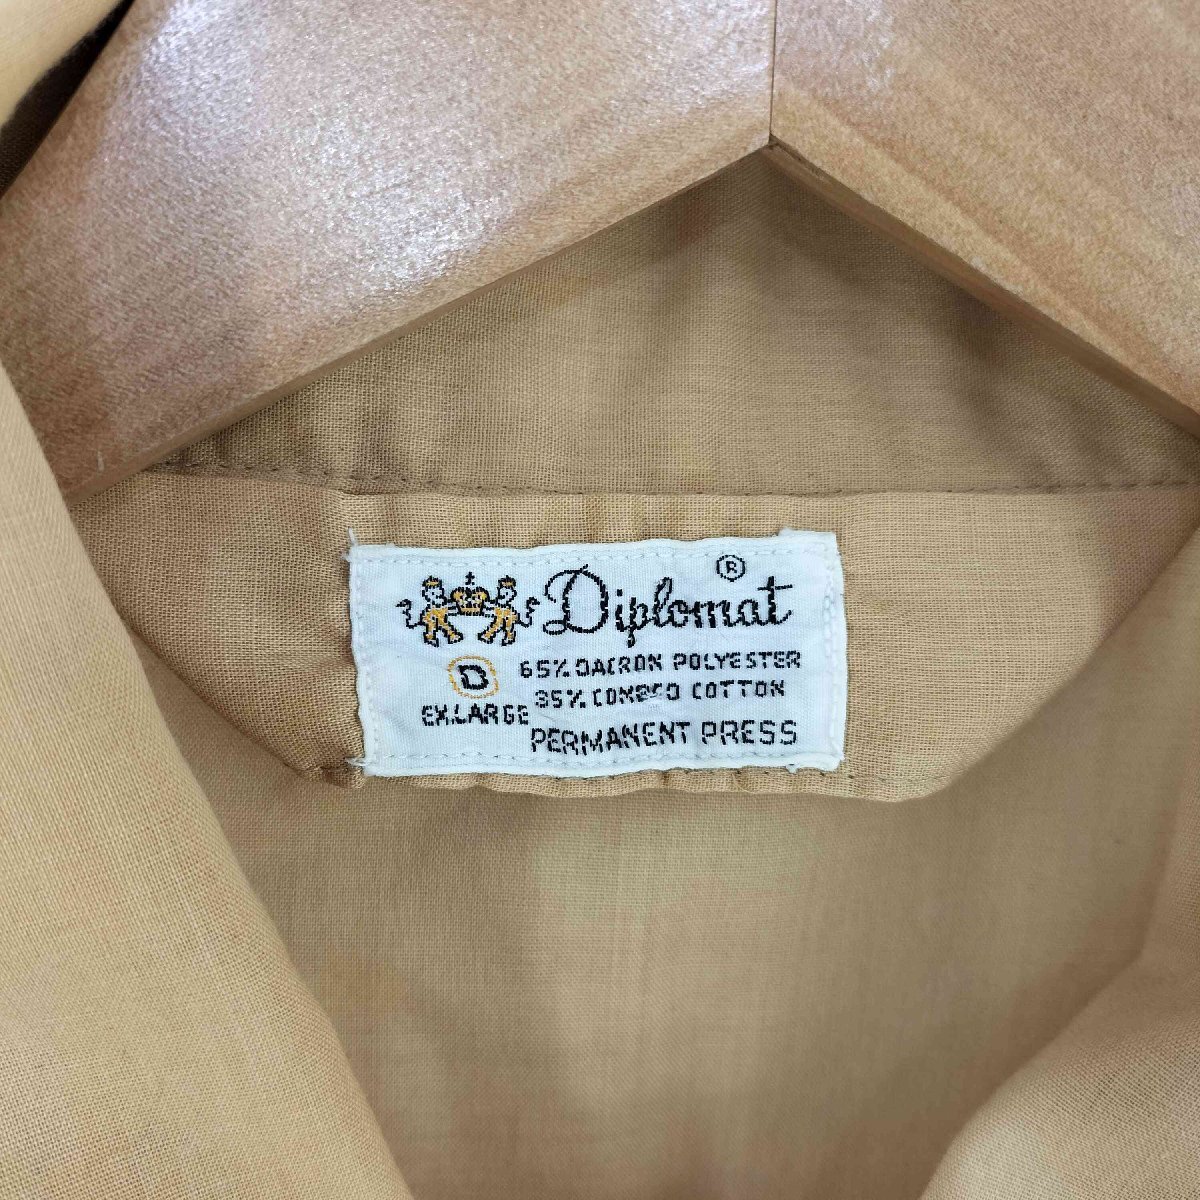 Diplomat ®
D
65% DACRON POLYESTER
35% COMBED COTTON
EX.LARGE
PERMANENT PRESS